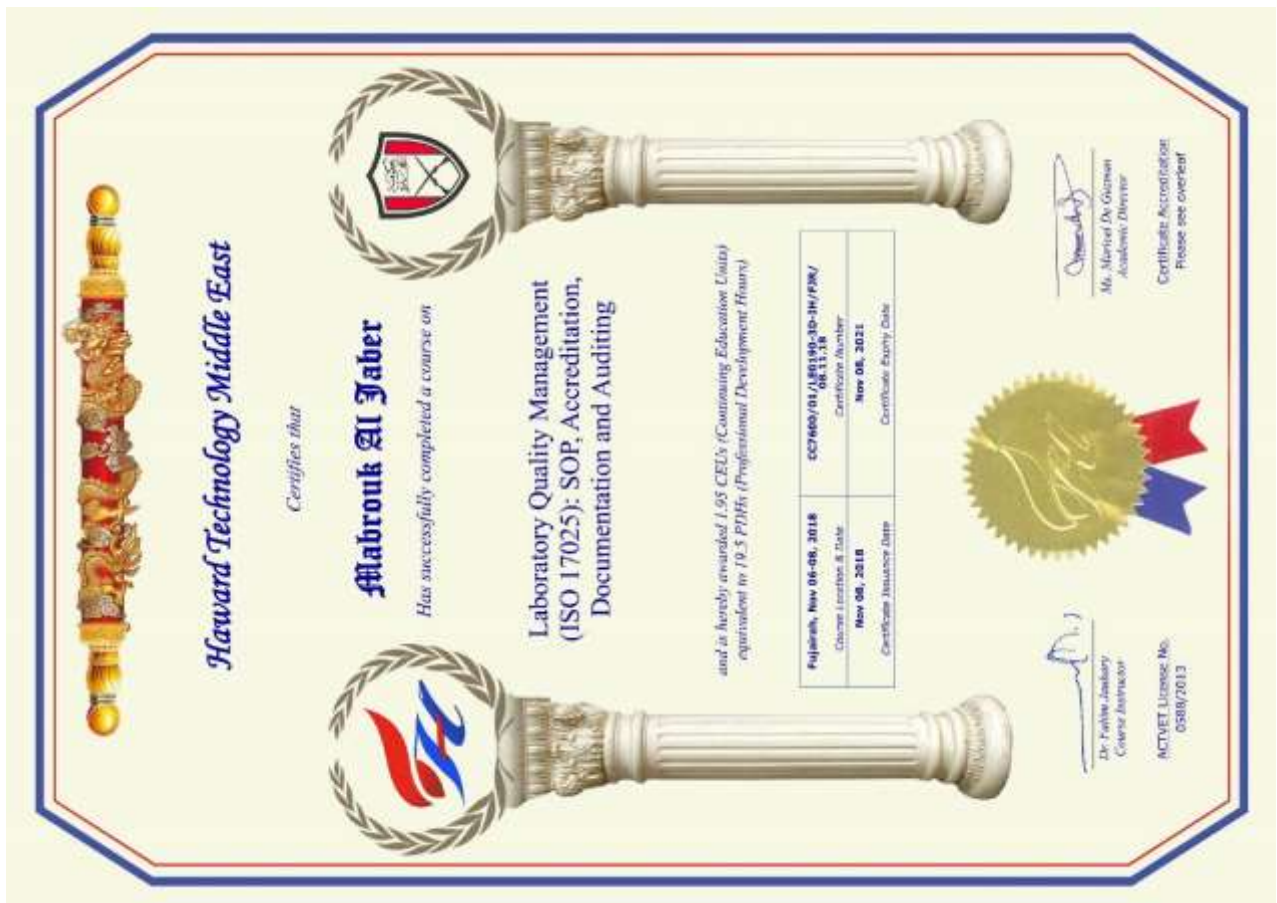 Haward Technology Middle East
Certifies that
Mabrouk Al Jaber
Has successfully completed a course on
Laboratory Quality Management
(ISO 17025): SOP, Accreditation,
Documentation and Auditing
and is hereby awarded 1.95 CEUs (Continuing Education Units)
equivalent to 19.5 PDHs (Professional Development Hours)
Fujairah, Nov 06-08, 2018
Course Location & Date
Nov 08, 2018
Certificate Issuance Date
08.11.18
Certificate Number
Nov 08, 2021
Certificate Expiry Date
Course Instructor
ACTVET License No.
0588/2013
Ms. Maricel De Guzman
Academic Director
Certificate Accreditation
Please see overleaf